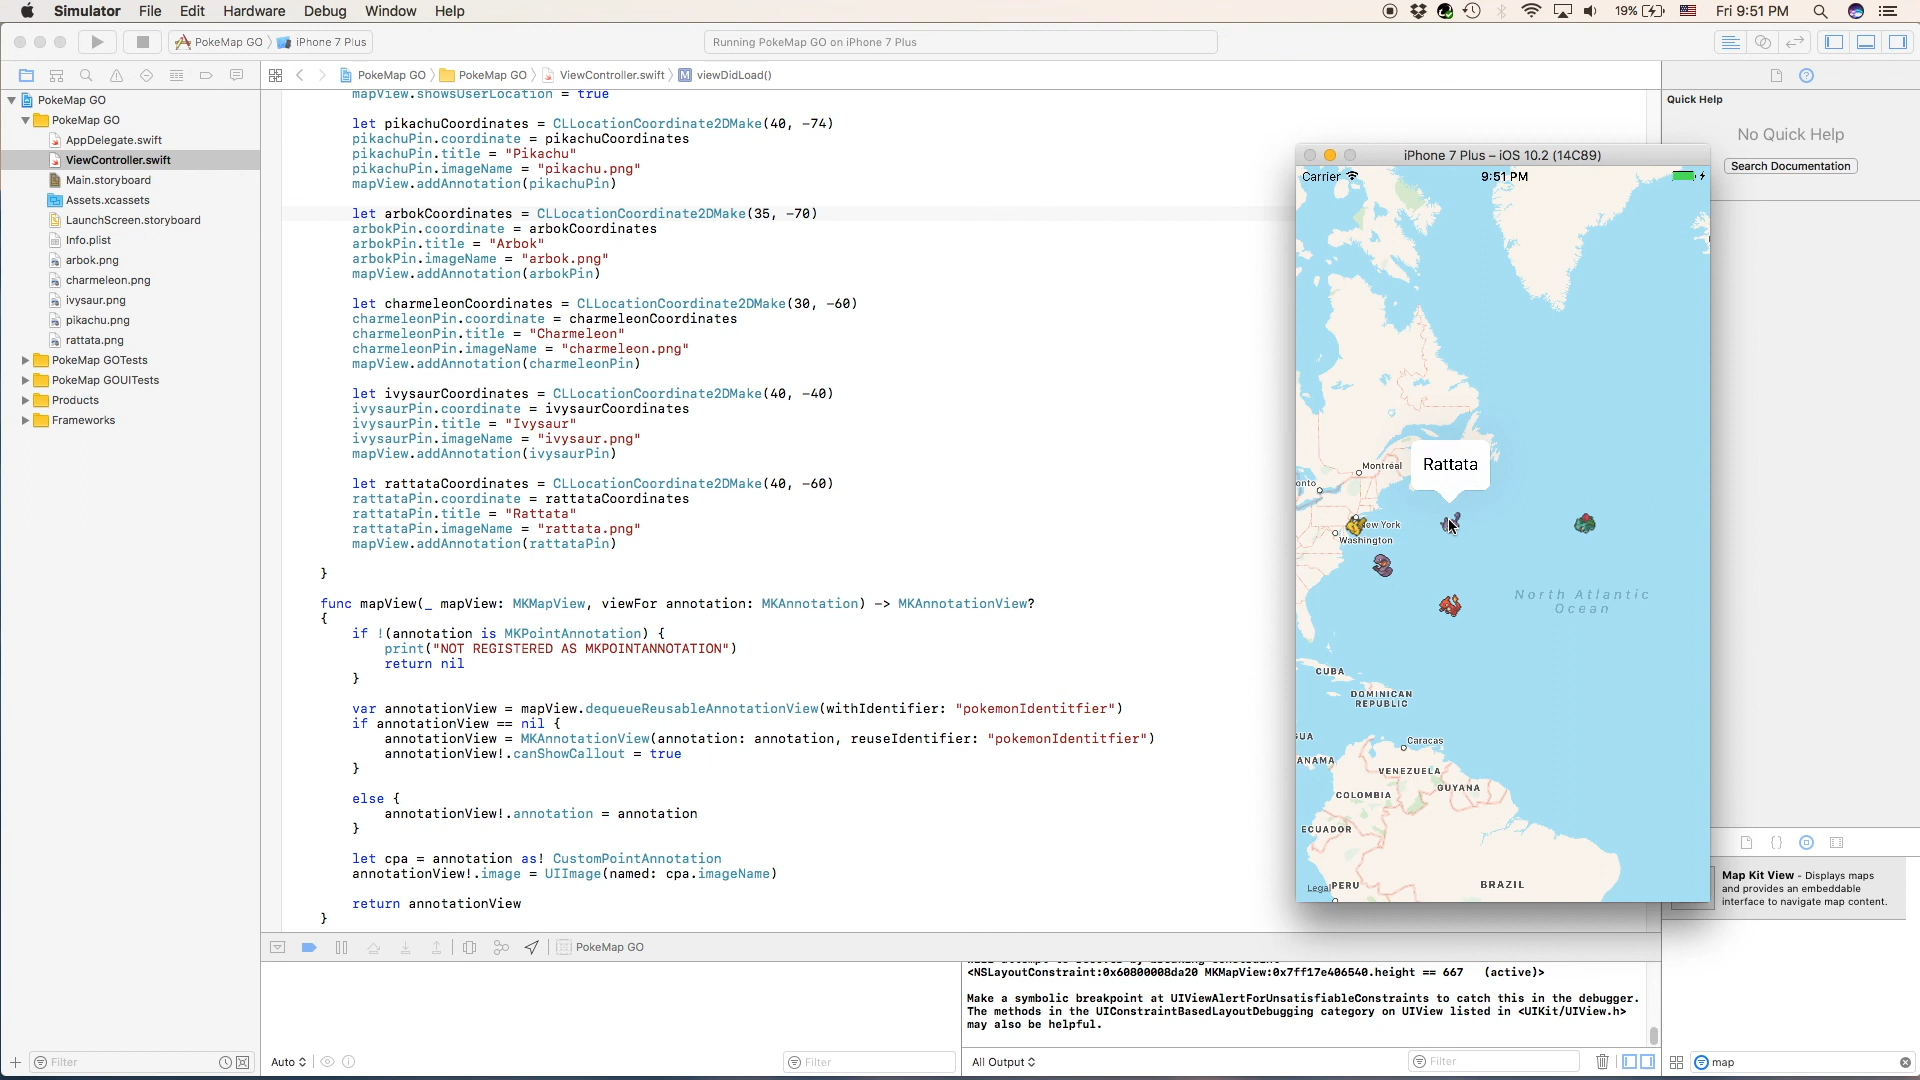 Simulator File Edit Hardware Debug Window Help
19% Fri 9:51 PM
PokeMap GO iPhone 7 Plus
Running PokeMap GO on iPhone 7 Plus
PokeMap GO PokeMap GO ViewController.swift M viewDidLoad()
PokeMap GO
PokeMap GO
AppDelegate.swift
ViewController.swift
Main.storyboard
Assets.xcassets
LaunchScreen.storyboard
Info.plist
arbok.png
charmeleon.png
ivysaur.png
pikachu.png
rattata.png
PokeMap GOTests
PokeMap GOUITests
Products
Frameworks
Filter
mapView.showsUserLocation = true
let pikachuCoordinates = CLLocationCoordinate2DMake(40, -74)
pikachuPin.coordinate = pikachuCoordinates
pikachuPin.title = "Pikachu"
pikachuPin.imageName = "pikachu.png"
mapView.addAnnotation(pikachuPin)
let arbokCoordinates = CLLocationCoordinate2DMake(35, -70)
arbokPin.coordinate = arbokCoordinates
arbokPin.title = "Arbok"
arbokPin.imageName = "arbok.png"
mapView.addAnnotation(arbokPin)
let charmeleonCoordinates = CLLocationCoordinate2DMake(30, -60)
charmeleonPin.coordinate = charmeleonCoordinates
charmeleonPin.title = "Charmeleon"
charmeleonPin.imageName = "charmeleon.png"
mapView.addAnnotation(charmeleonPin)
let ivysaurCoordinates = CLLocationCoordinate2DMake(40, -40)
ivysaurPin.coordinate = ivysaurCoordinates
ivysaurPin.title = "Ivysaur"
ivysaurPin.imageName = "ivysaur.png"
mapView.addAnnotation(ivysaurPin)
let rattataCoordinates = CLLocationCoordinate2DMake(40, -60)
rattataPin.coordinate = rattataCoordinates
rattataPin.title = "Rattata"
rattataPin.imageName = "rattata.png"
mapView.addAnnotation(rattataPin)
}
func mapView(_ mapView: MKMapView, viewFor annotation: MKAnnotation) -> MKAnnotationView?
{
if !(annotation is MKPointAnnotation) {
print("NOT REGISTERED AS MKPOINTANNOTATION")
return nil
}
var annotationView = mapView.dequeueReusableAnnotationView(withIdentifier: "pokemonIdentitfier")
if annotationView == nil {
annotationView = MKAnnotationView(annotation: annotation, reuseIdentifier: "pokemonIdentitfier")
annotationView!.canShowCallout = true
}
else {
annotationView!.annotation = annotation
}
let cpa = annotation as! CustomPointAnnotation
annotationView!.image = UIImage(named: cpa.imageName)
return annotationView
}
PokeMap GO
Auto
Filter
<NSLayoutConstraint:0x60800008da20 MKMapView:0x7ff17e406540.height == 667 (active)>
Make a symbolic breakpoint at UIViewAlertForUnsatisfiableConstraints to catch this in the debugger.
The methods in the UIConstraintBasedLayoutDebugging category on UIView listed in <UIKit/UIView.h>
may also be helpful.
All Output
Filter
iPhone 7 Plus – iOS 10.2 (14C89)
Carrier 9:51 PM
Rattata
Montréal
onto
ew York
Washington
North Atlantic
Ocean
CUBA
DOMINICAN
REPUBLIC
UA
ANAMA
Caracas
VENEZUELA
GUYANA
COLOMBIA
ECUADOR
Legal PERU
BRAZIL
Quick Help
No Quick Help
Search Documentation
Map Kit View - Displays maps
and provides an embeddable
interface to navigate map content.
map